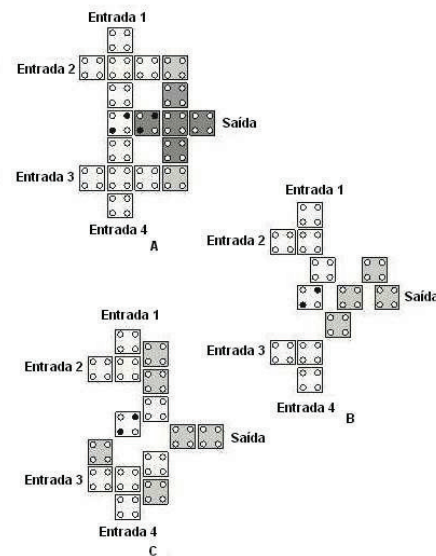 Entrada 1
Entrada 2
Saída
Entrada 3
Entrada 4
A
Entrada 1
Entrada 2
Saída
Entrada 3
Entrada 4
B
Entrada 1
Entrada 2
Saída
Entrada 3
Entrada 4
C